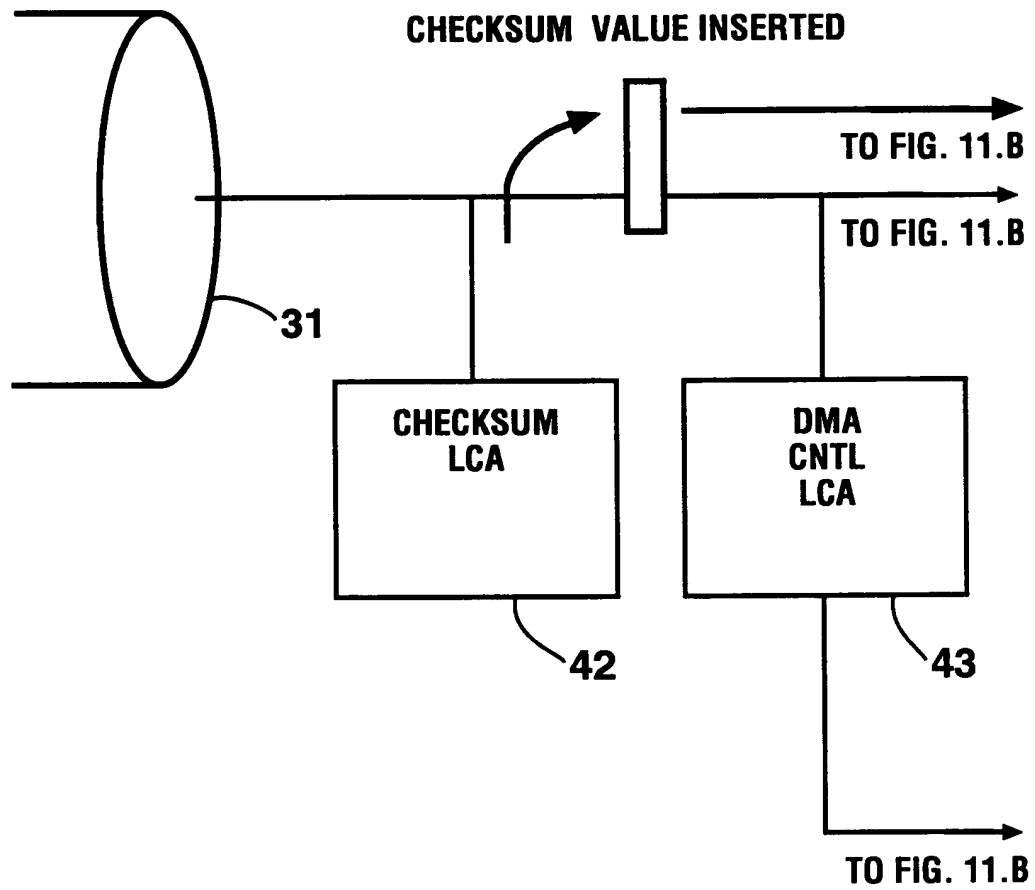 CHECKSUM VALUE INSERTED
TO FIG. 11.B
TO FIG. 11.B
31
CHECKSUM
LCA
DMA
CNTL
LCA
42
43
TO FIG. 11.B